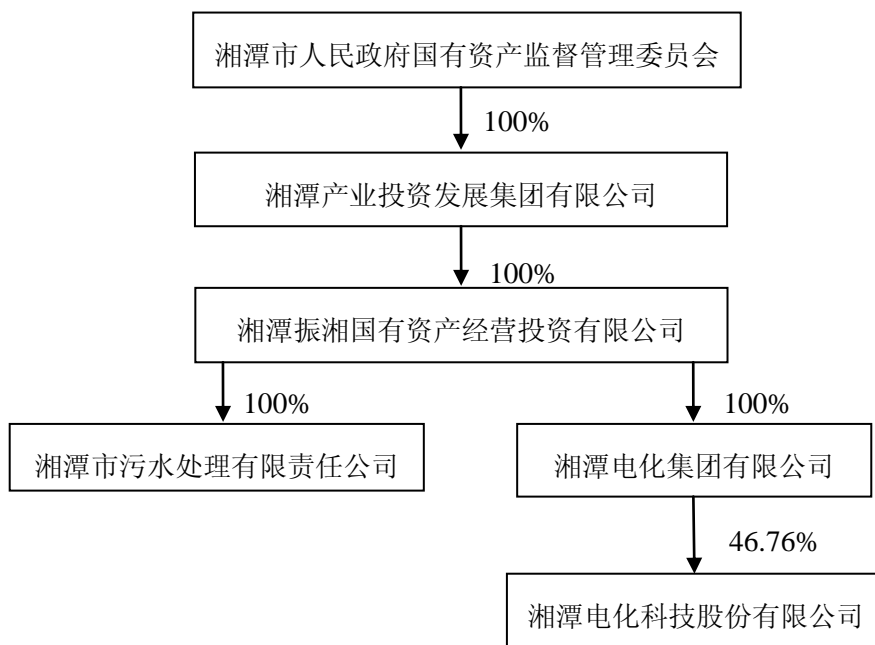 湘潭市人民政府国有资产监督管理委员会
100%
湘潭产业投资发展集团有限公司
100%
湘潭振湘国有资产经营投资有限公司
100%
100%
湘潭市污水处理有限责任公司
湘潭电化集团有限公司
46.76%
湘潭电化科技股份有限公司